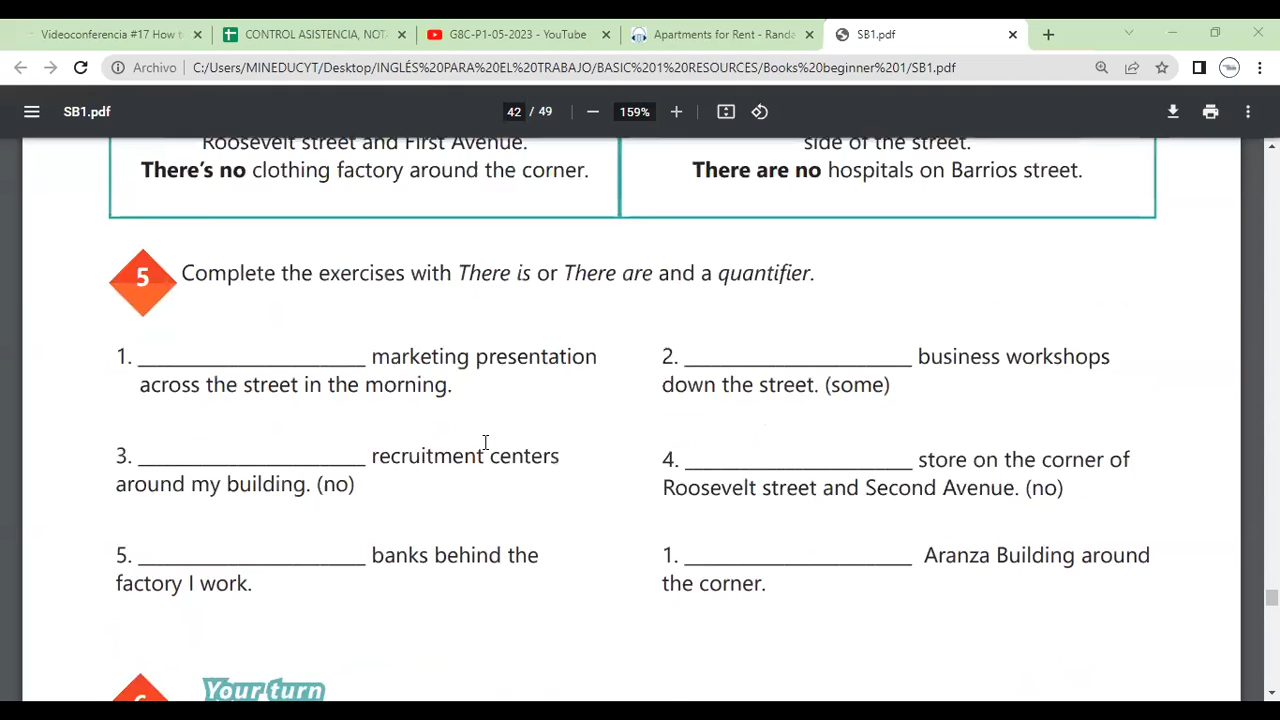 Videoconferencia #17 How t
CONTROL ASISTENCIA, NOT
G8C-P1-05-2023 - YouTube
Apartments for Rent - Randa
SB1.pdf
Archivo C:/Users/MINEDUCYT/Desktop/INGLÉS%20PARA%20EL%20TRABAJO/BASIC%201%20RESOURCES/Books%20beginner%201/SB1.pdf
SB1.pdf
42 / 49
159%
Roosevelt street and First Avenue.
There's no clothing factory around the corner.
side of the street.
There are no hospitals on Barrios street.
5 Complete the exercises with There is or There are and a quantifier.
1. ______________________ marketing presentation
across the street in the morning.
2. ______________________ business workshops
down the street. (some)
3. ______________________ recruitment centers
around my building. (no)
4. ______________________ store on the corner of
Roosevelt street and Second Avenue. (no)
5. ______________________ banks behind the
factory I work.
1. ______________________ Aranza Building around
the corner.
6 Your turn